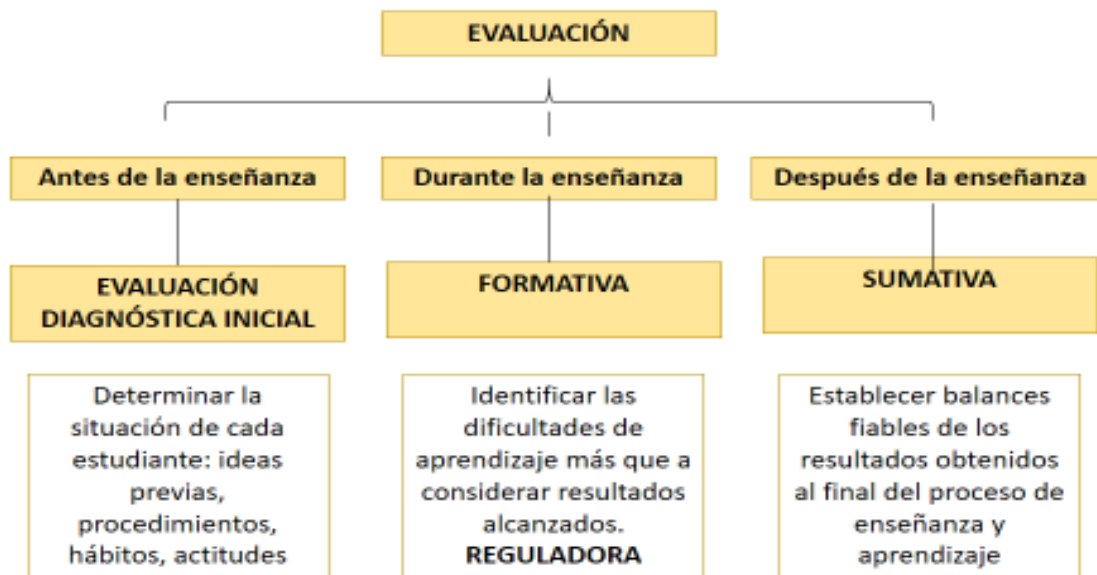 EVALUACIÓN
Antes de la enseñanza
Durante la enseñanza
Después de la enseñanza
EVALUACIÓN
DIAGNÓSTICA INICIAL
FORMATIVA
SUMATIVA
Determinar la
situación de cada
estudiante: ideas
previas,
procedimientos,
hábitos, actitudes
Identificar las
dificultades de
aprendizaje más que a
considerar resultados
alcanzados.
REGULADORA
Establecer balances
fiables de los
resultados obtenidos
al final del proceso de
enseñanza y
aprendizaje